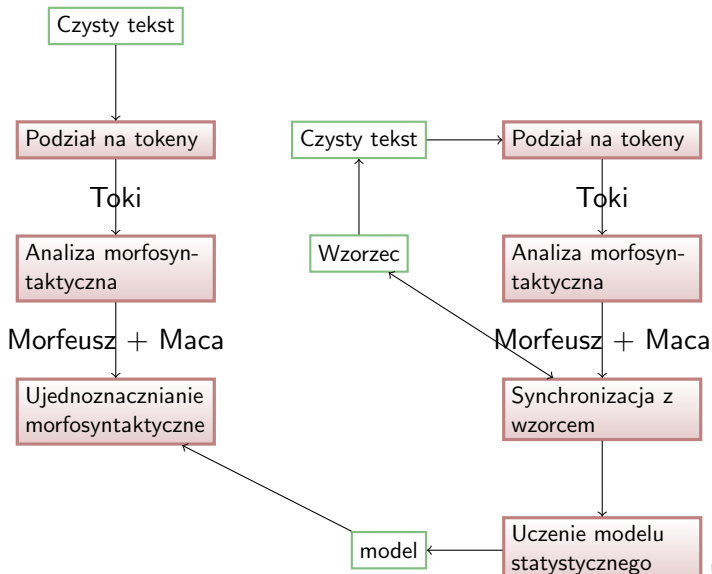 Czysty tekst
Podział na tokeny
Toki
Analiza morfosyn-
taktyczna
Morfeusz + Maca
Ujednoznacznianie
morfosyntaktyczne
Czysty tekst
Wzorzec
Podział na tokeny
Toki
Analiza morfosyn-
taktyczna
Morfeusz + Maca
Synchronizacja z
wzorcem
Uczenie modelu
statystycznego
model